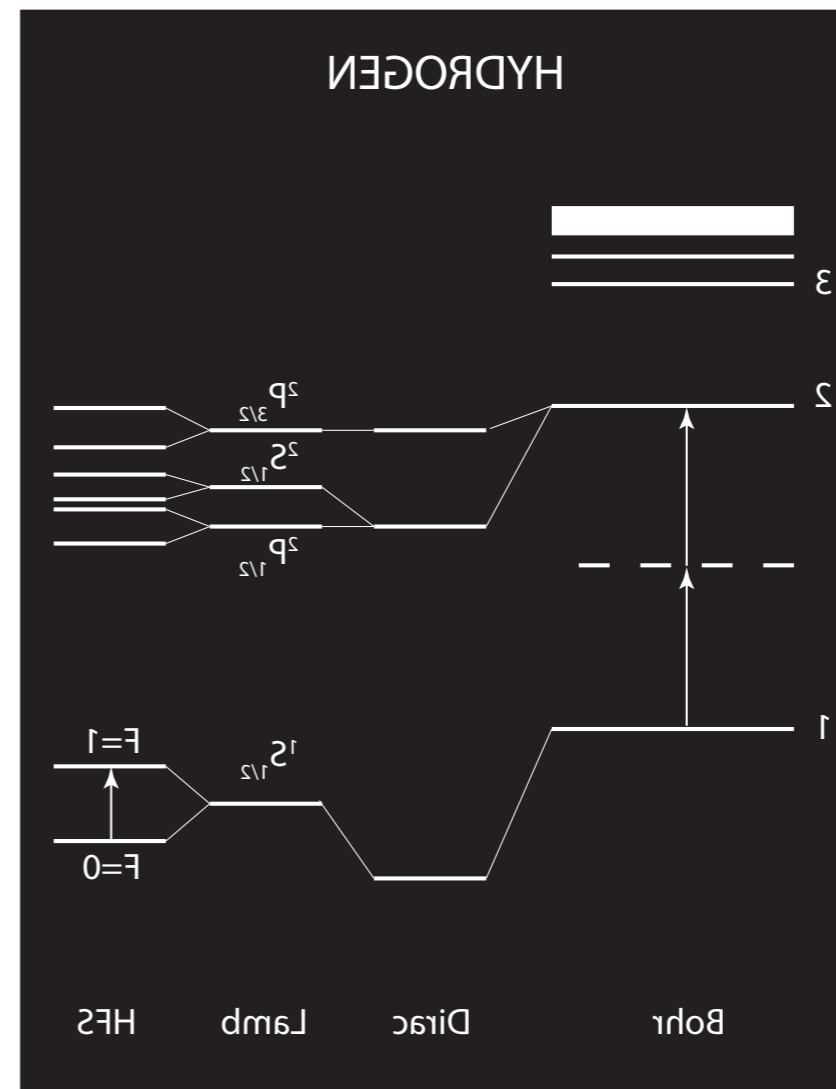 HYDROGEN
3
2
²P3/2
²S1/2
²P1/2
1
¹S1/2
F=1
F=0
Bohr Dirac Lamb HFS